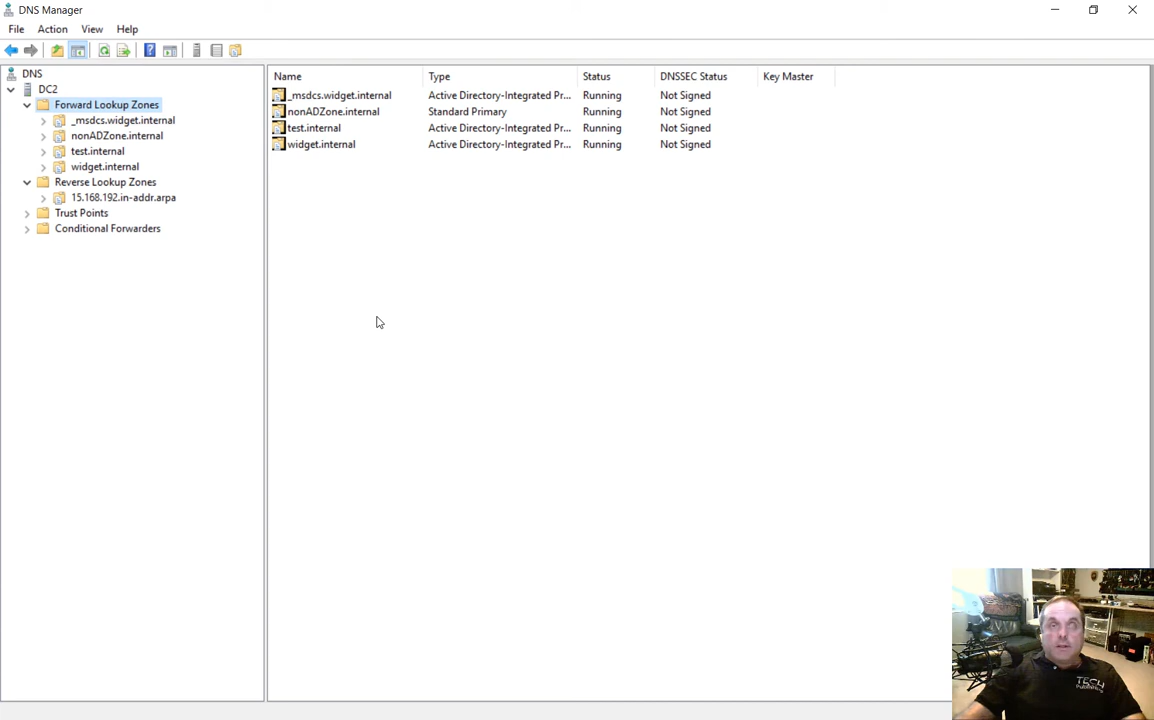 DNS Manager
File Action View Help
DNS
DC2
Forward Lookup Zones
_msdcs.widget.internal
nonADZone.internal
test.internal
widget.internal
Reverse Lookup Zones
15.168.192.in-addr.arpa
Trust Points
Conditional Forwarders
Name Type Status DNSSEC Status Key Master
_msdcs.widget.internal Active Directory-Integrated Pr... Running Not Signed
nonADZone.internal Standard Primary Running Not Signed
test.internal Active Directory-Integrated Pr... Running Not Signed
widget.internal Active Directory-Integrated Pr... Running Not Signed
TECH